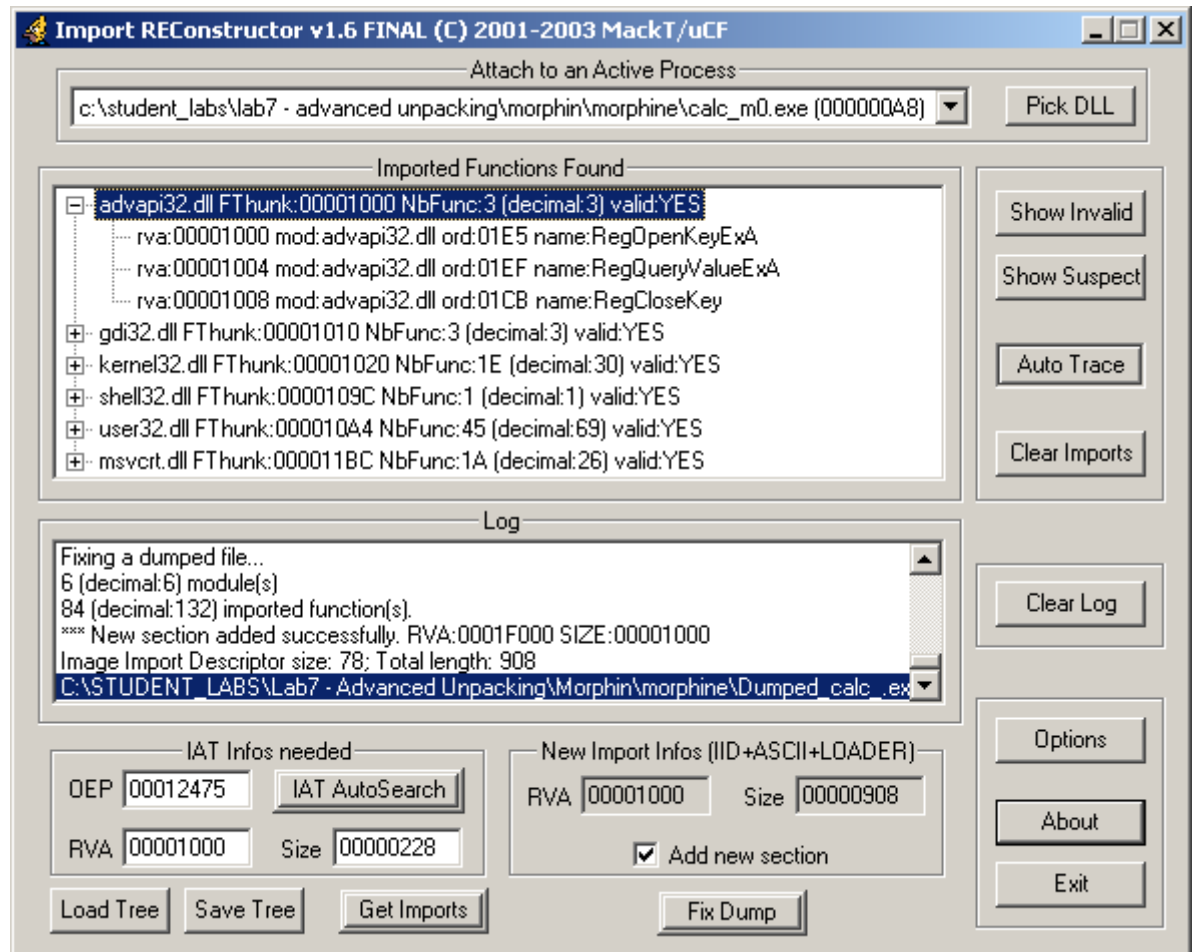 Import REConstructor v1.6 FINAL (C) 2001-2003 MackT/uCF
Attach to an Active Process
c:\student_labs\lab7 - advanced unpacking\morphin\morphine\calc_m0.exe (000000A8)
Pick DLL
Imported Functions Found
advapi32.dll FThunk:00001000 NbFunc:3 (decimal:3) valid:YES
rva:00001000 mod:advapi32.dll ord:01E5 name:RegOpenKeyExA
rva:00001004 mod:advapi32.dll ord:01EF name:RegQueryValueExA
rva:00001008 mod:advapi32.dll ord:01CB name:RegCloseKey
gdi32.dll FThunk:00001010 NbFunc:3 (decimal:3) valid:YES
kernel32.dll FThunk:00001020 NbFunc:1E (decimal:30) valid:YES
shell32.dll FThunk:0000109C NbFunc:1 (decimal:1) valid:YES
user32.dll FThunk:000010A4 NbFunc:45 (decimal:69) valid:YES
msvcrt.dll FThunk:000011BC NbFunc:1A (decimal:26) valid:YES
Show Invalid
Show Suspect
Auto Trace
Clear Imports
Log
Fixing a dumped file...
6 (decimal:6) module(s)
84 (decimal:132) imported function(s).
*** New section added successfully. RVA:0001F000 SIZE:00001000
Image Import Descriptor size: 78; Total length: 908
C:\STUDENT_LABS\Lab7 - Advanced Unpacking\Morphin\morphine\Dumped_calc_.ex
Clear Log
IAT Infos needed
OEP 00012475 IAT AutoSearch
RVA 00001000 Size 00000228
New Import Infos (IID+ASCII+LOADER)
RVA 00001000 Size 00000908
Add new section
Options
About
Exit
Load Tree
Save Tree
Get Imports
Fix Dump